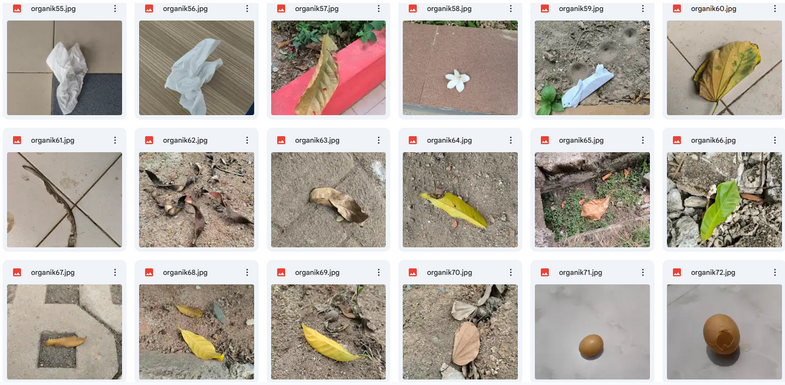 organik55.jpg
organik56.jpg
organik57.jpg
organik58.jpg
organik59.jpg
organik60.jpg
organik61.jpg
organik62.jpg
organik63.jpg
organik64.jpg
organik65.jpg
organik66.jpg
organik67.jpg
organik68.jpg
organik69.jpg
organik70.jpg
organik71.jpg
organik72.jpg